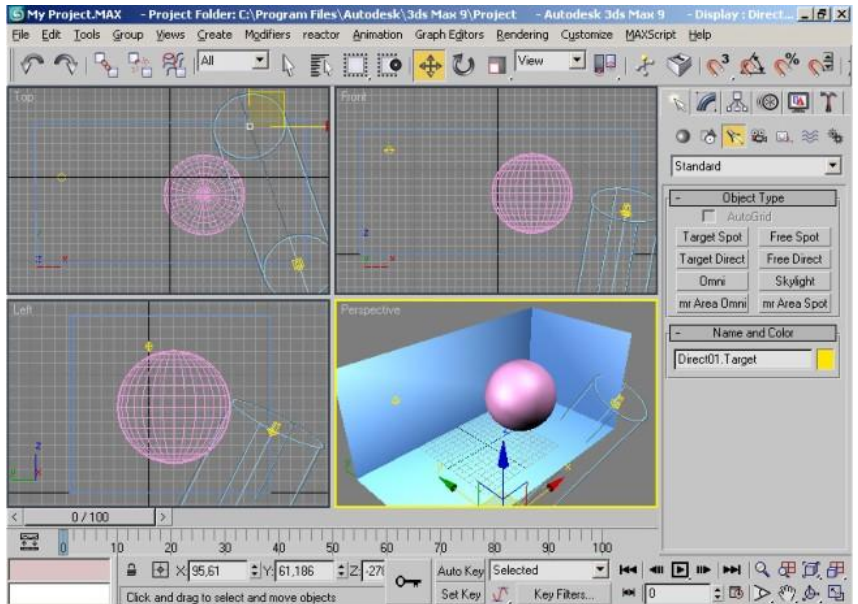 My Project.MAX - Project Folder: C:\Program Files\Autodesk\3ds Max 9\Project - Autodesk 3ds Max 9 - Display : Direct...
File Edit Tools Group Views Create Modifiers reactor Animation Graph Editors Rendering Customize MAXScript Help
All View 3
Top Front
Standard
- Object Type
AutoGrid
Target Spot Free Spot
Target Direct Free Direct
Omni Skylight
mr Area Omni mr Area Spot
Left Perspective
- Name and Color
Direct01.Target
< 0 / 100 >
0 10 20 30 40 50 60 70 80 90 100
X: 95,61 Y: 61,186 Z: -27 Auto Key Selected
Click and drag to select and move objects Set Key Key Filters... 0